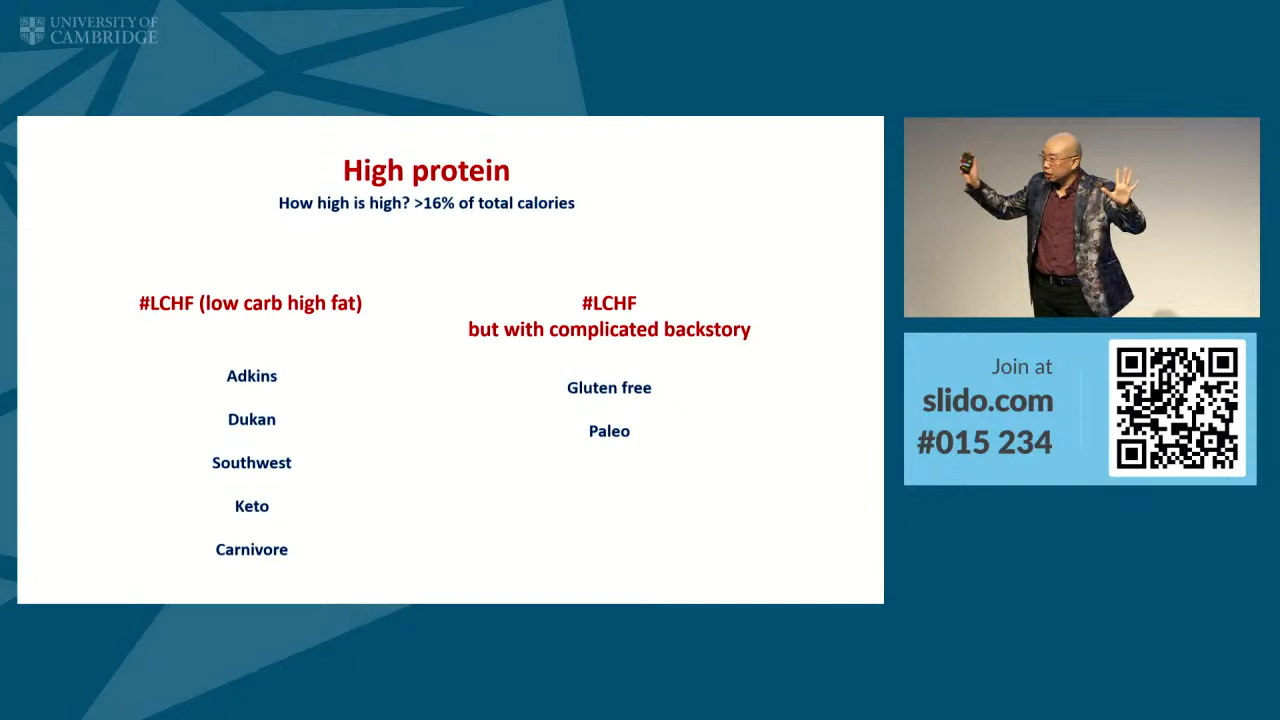 UNIVERSITY OF
CAMBRIDGE
High protein
How high is high? >16% of total calories
#LCHF (low carb high fat)
Adkins
Dukan
Southwest
Keto
Carnivore
#LCHF
but with complicated backstory
Gluten free
Paleo
Join at
slido.com
#015 234